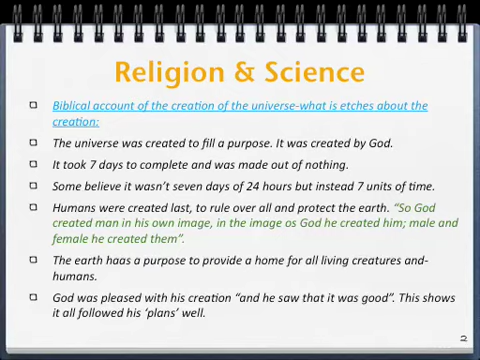 Religion & Science
Biblical account of the creation of the universe-what is etches about the
creation:
The universe was created to fill a purpose. It was created by God.
It took 7 days to complete and was made out of nothing.
Some believe it wasn't seven days of 24 hours but instead 7 units of time.
Humans were created last, to rule over all and protect the earth. "So God
created man in his own image, in the image os God he created him; male and
female he created them".
The earth haas a purpose to provide a home for all living creatures and-
humans.
God was pleased with his creation "and he saw that it was good". This shows
it all followed his 'plans' well.
2